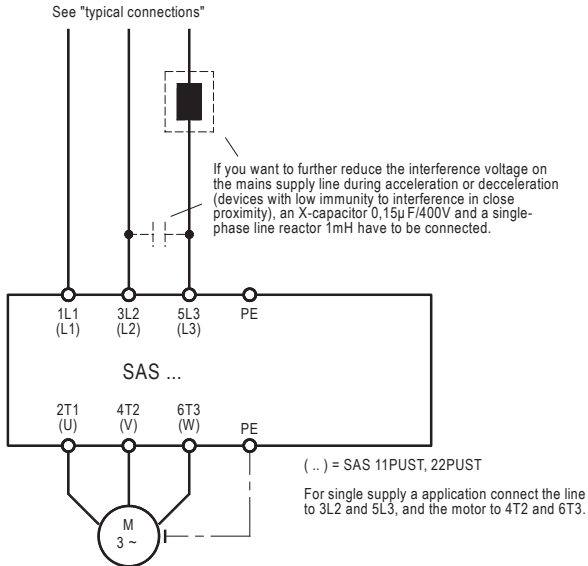 See "typical connections"
If you want to further reduce the interference voltage on
the mains supply line during acceleration or decceleration
(devices with low immunity to interference in close
proximity), an X-capacitor 0,15µF/400V and a single-
phase line reactor 1mH have to be connected.
1L1 3L2 5L3 PE
(L1) (L2) (L3)
SAS ...
2T1 4T2 6T3 PE
(U) (V) (W)
( .. ) = SAS 11PUST, 22PUST
For single supply a application connect the line
to 3L2 and 5L3, and the motor to 4T2 and 6T3.
M
3 ~